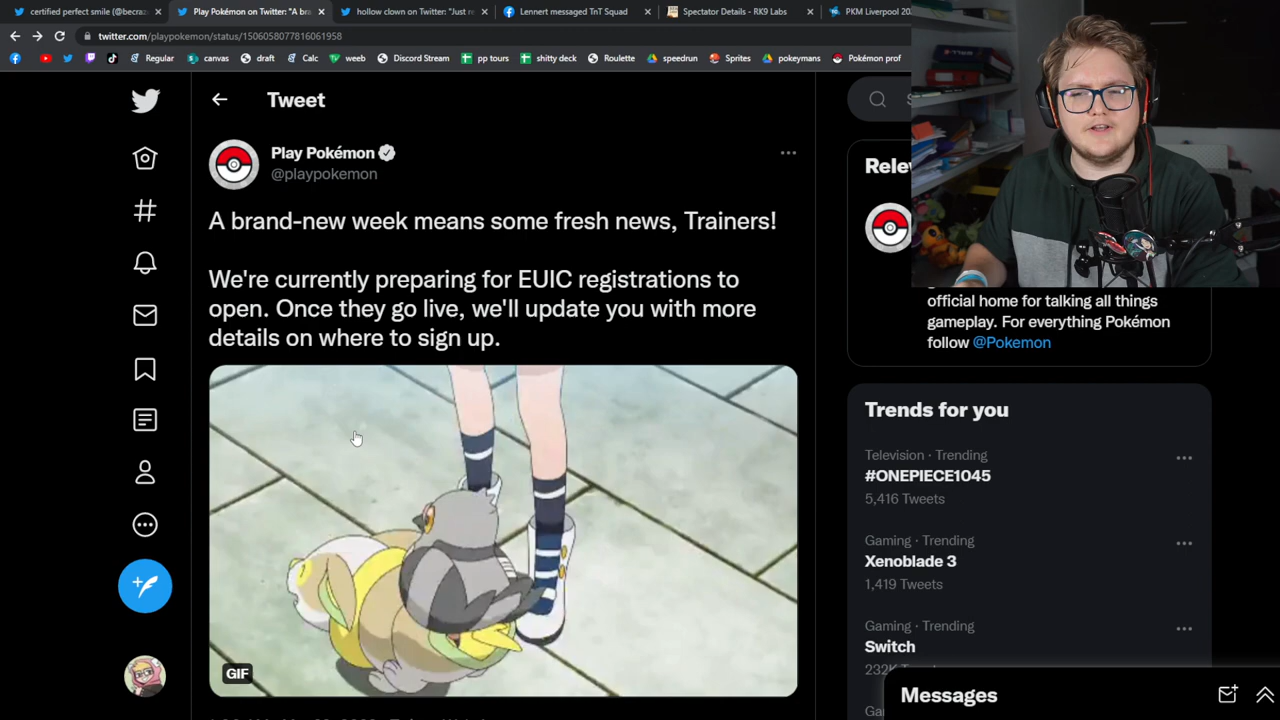 certified perfect smile (@becraz
Play Pokémon on Twitter: "A bra
hollow clown on Twitter: "Just r
Lennert messaged TnT Squad
Spectator Details - RK9 Labs
PKM Liverpool 202
twitter.com/playpokemon/status/1506058077816061958
Regular
canvas
draft
Calc
weeb
Discord Stream
pp tours
shitty deck
Roulette
speedrun
Sprites
pokeymans
Pokémon prof
Tweet
Play Pokémon
@playpokemon
A brand-new week means some fresh news, Trainers!
We're currently preparing for EUIC registrations to
open. Once they go live, we'll update you with more
details on where to sign up.
GIF
Rele
official home for talking all things
gameplay. For everything Pokémon
follow @Pokemon
Trends for you
Television · Trending
#ONEPIECE1045
5,416 Tweets
Gaming · Trending
Xenoblade 3
1,419 Tweets
Gaming · Trending
Switch
232K
Messages